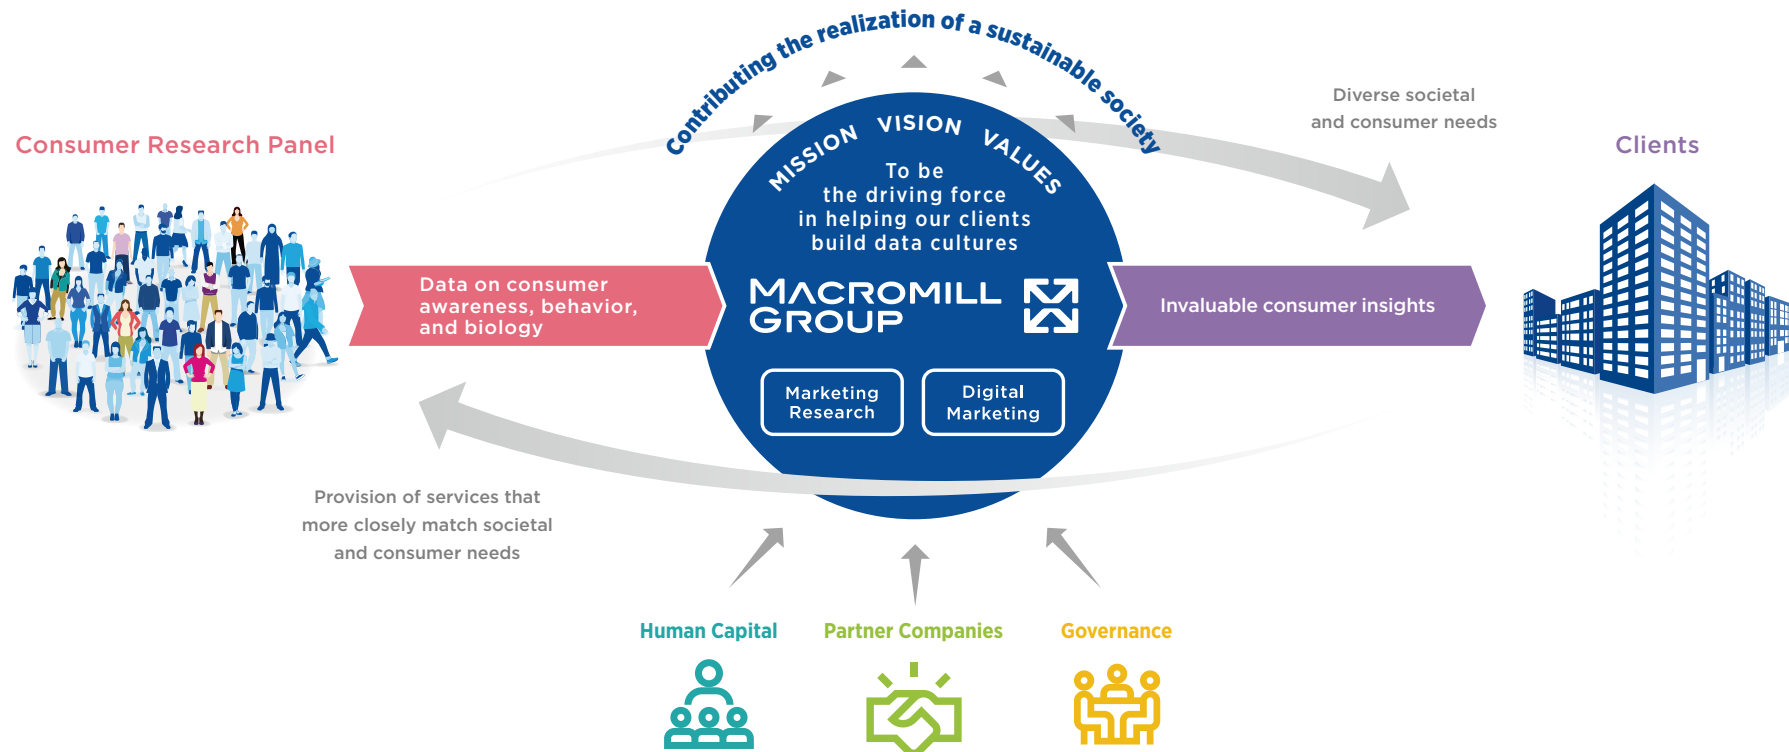 Contributing the realization of a sustainable society
Consumer Research Panel
MISSION VISION VALUES
To be
the driving force
in helping our clients
build data cultures
Diverse societal
and consumer needs
Clients
Data on consumer
awareness, behavior,
and biology
MACROMILL
GROUP
Invaluable consumer insights
Marketing
Research
Digital
Marketing
Provision of services that
more closely match societal
and consumer needs
Human Capital
Partner Companies
Governance